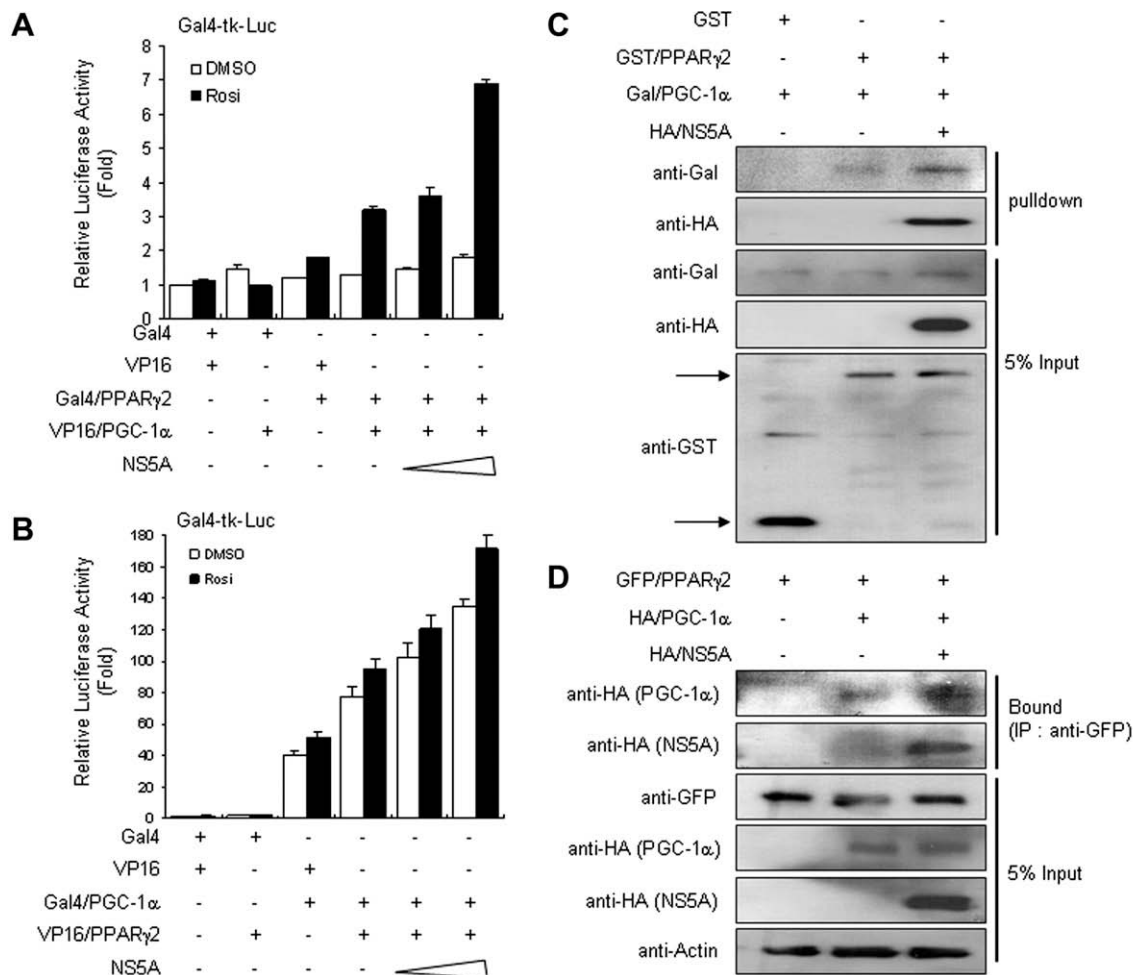 A
Gal4-tk-Luc
DMSO
Rosi
Relative Luciferase Activity
(Fold)
8
7
6
5
4
3
2
1
0
Gal4 + + - - - -
VP16 + - + - - -
Gal4/PPARγ2 - - + + + +
VP16/PGC-1α - + - + + +
NS5A - - - -
B
Gal4-tk-Luc
DMSO
Rosi
Relative Luciferase Activity
(Fold)
180
160
140
120
100
80
60
40
20
0
Gal4 + + - - - -
VP16 + - + - - -
Gal4/PGC-1α - - + + + +
VP16/PPARγ2 - + - + + +
NS5A - - - -
C
GST + - -
GST/PPARγ2 - + +
Gal/PGC-1α + + +
HA/NS5A - - +
anti-Gal
anti-HA
pulldown
anti-Gal
anti-HA
anti-GST
5% Input
D
GFP/PPARγ2 + + +
HA/PGC-1α - + +
HA/NS5A - - +
anti-HA (PGC-1α)
anti-HA (NS5A)
Bound
(IP : anti-GFP)
anti-GFP
anti-HA (PGC-1α)
anti-HA (NS5A)
anti-Actin
5% Input